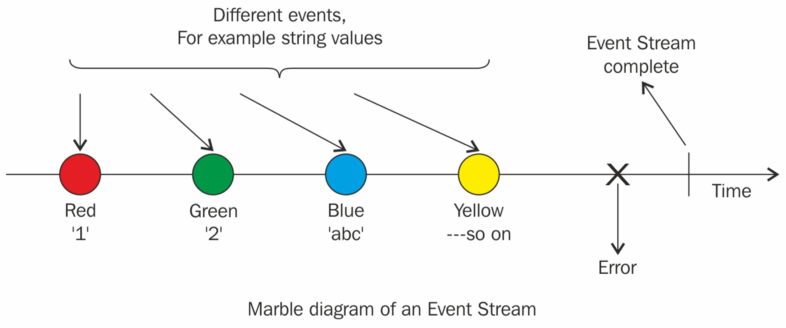 Different events,
For example string values
Event Stream
complete
Time
Red
'1'
Green
'2'
Blue
'abc'
Yellow
---so on
Error
Marble diagram of an Event Stream